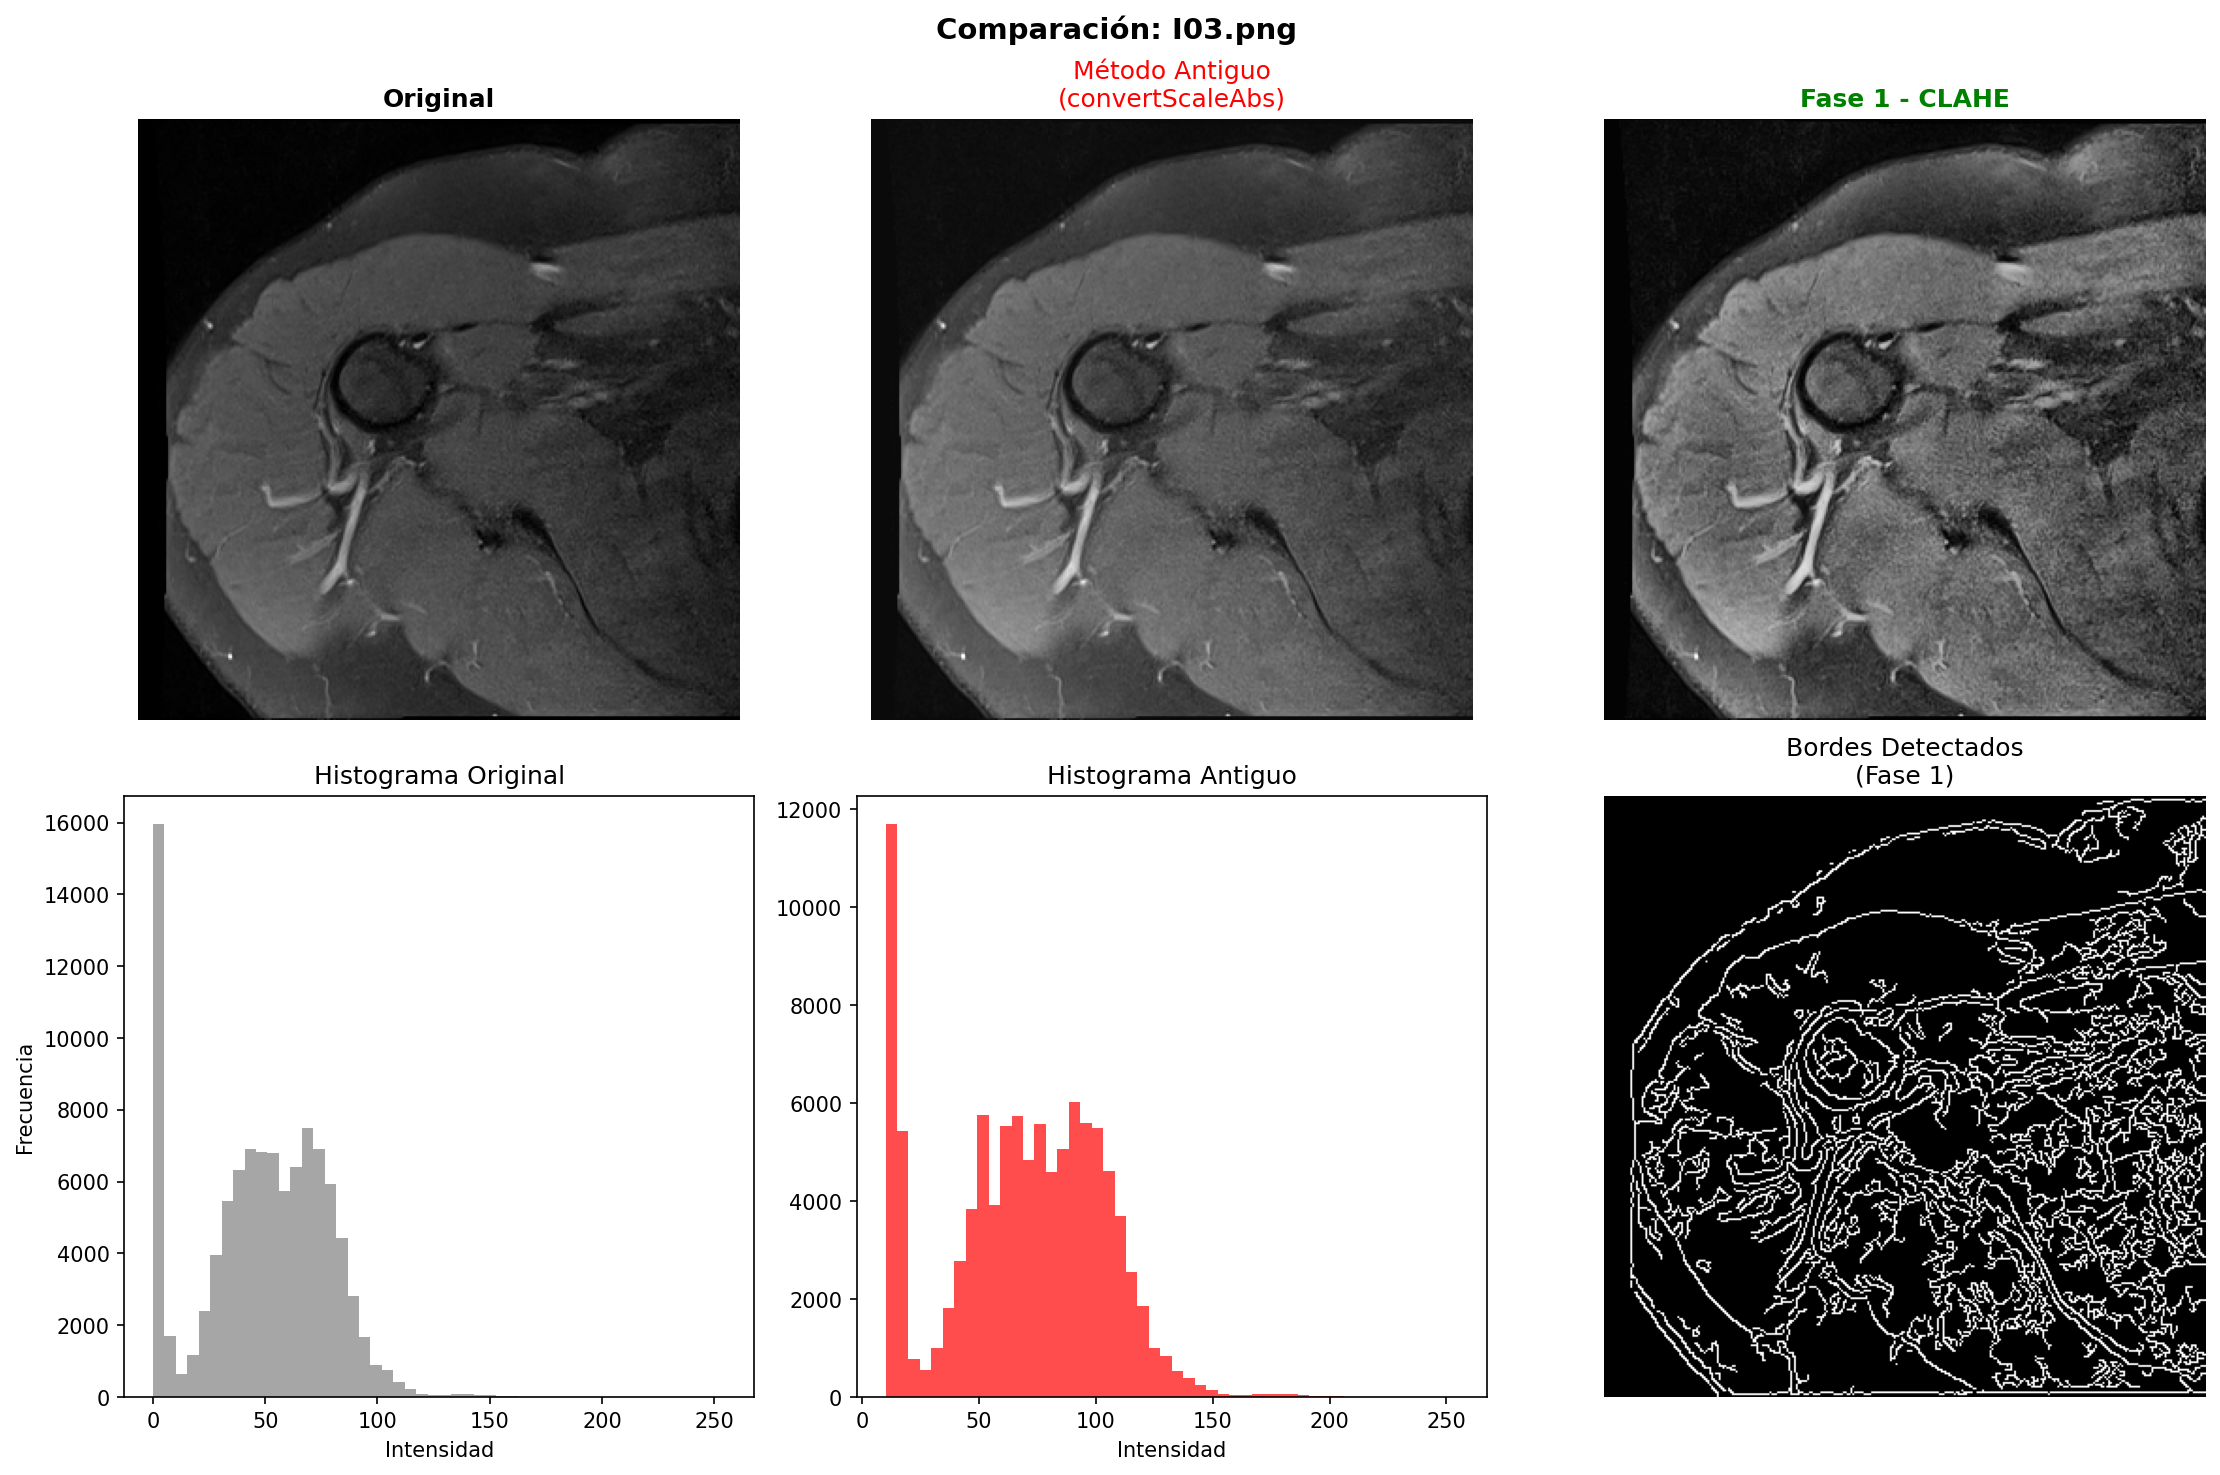 Comparación: I03.png
Original
Método Antiguo
(convertScaleAbs)
Fase 1 - CLAHE
Histograma Original
16000
14000
12000
10000
8000
6000
4000
2000
0
Frecuencia
0 50 100 150 200 250
Intensidad
Histograma Antiguo
12000
10000
8000
6000
4000
2000
0
0 50 100 150 200 250
Intensidad
Bordes Detectados
(Fase 1)